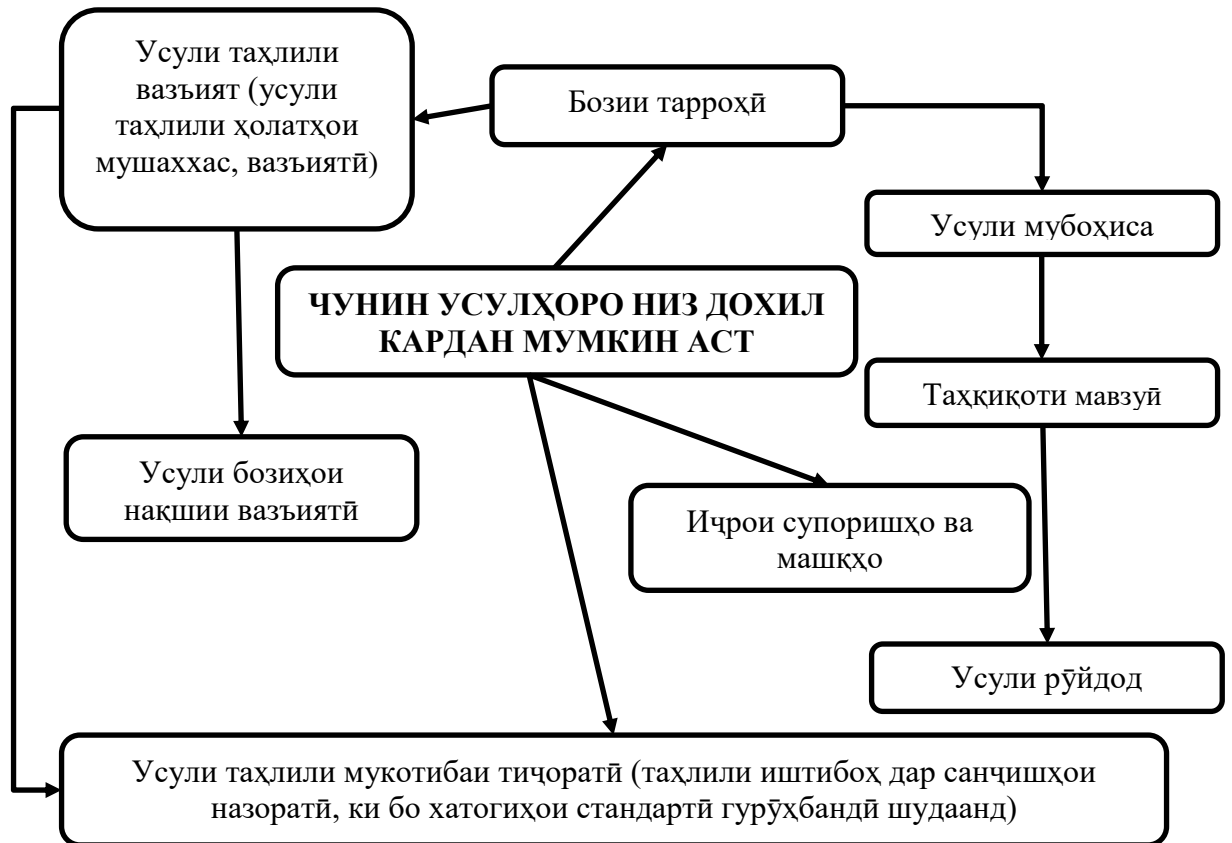 Усули таҳлили
вазъият (усули
таҳлили ҳолатҳои
мушаххас, вазъиятӣ)
Бозии тарроҳӣ
Усули мубоҳиса
ЧУНИН УСУЛҲОРО НИЗ ДОХИЛ
КАРДАН МУМКИН АСТ
Таҳқиқоти мавзуӣ
Усули бозиҳои
нақшии вазъиятӣ
Иҷрои супоришҳо ва
машқҳо
Усули рӯйдод
Усули таҳлили мукотибаи тиҷоратӣ (таҳлили иштибоҳ дар санҷишҳои
назоратӣ, ки бо хатогиҳои стандартӣ гурӯҳбандӣ шудаанд)